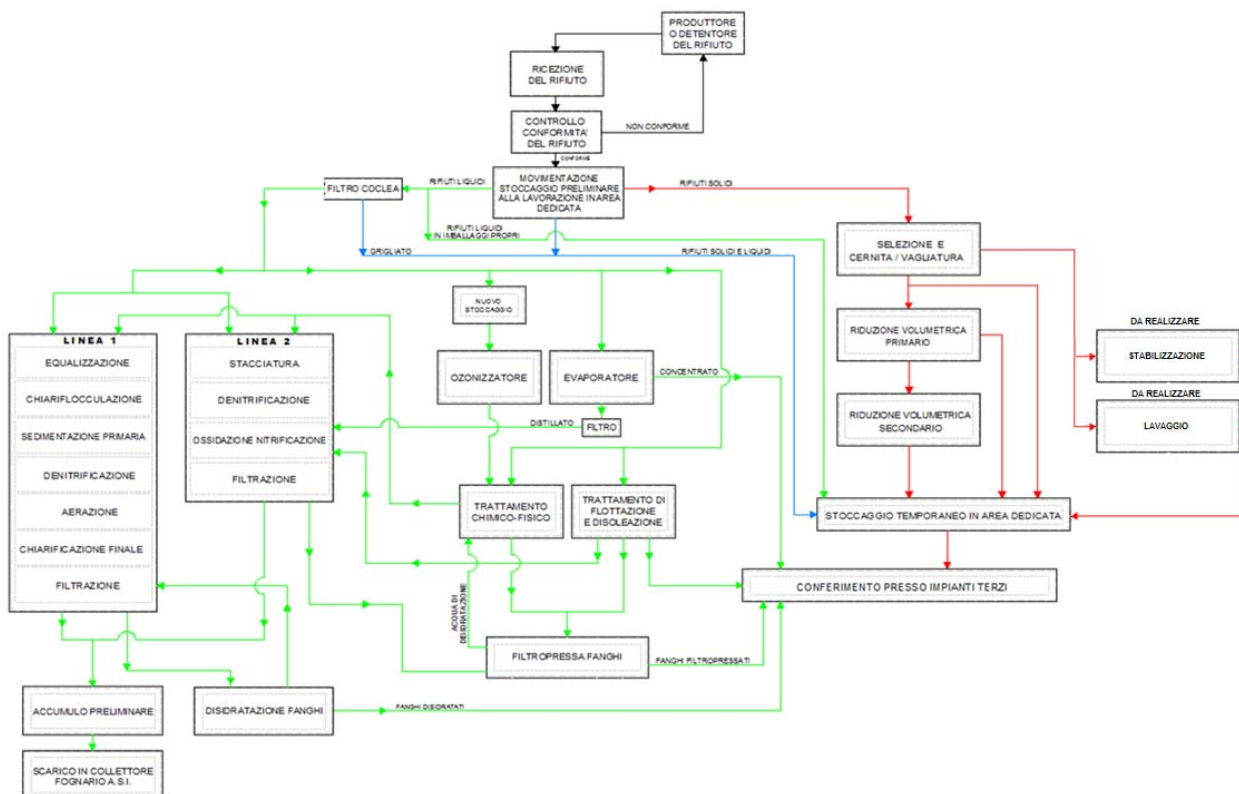 PRODUTTORE
O DETENTORE
DEL RIFIUTO
RICEZIONE
DEL RIFIUTO
CONTROLLO
CONFORMITA'
DEL RIFIUTO
NON CONFORME
CONFORME
MOVIMENTAZIONE
STOCCAGGIO PRELIMINARE
ALLA LAVORAZIONE IN AREA
DEDICATA
RIFIUTI LIQUIDI
FILTRO COCLEA
RIFIUTI SOLIDI
RIFIUTI LIQUIDI
IN IMBALLAGGI PROPRI
GRIGLIATO
RIFIUTI SOLIDI E LIQUIDI
SELEZIONE E
CERNITA / VAGLIATURA
NUOVO
STOCCAGGIO
LINEA 1
EQUALIZZAZIONE
CHIARIFLOCCULAZIONE
SEDIMENTAZIONE PRIMARIA
DENITRIFICAZIONE
AERAZIONE
CHIARIFICAZIONE FINALE
FILTRAZIONE
LINEA 2
STACCIATURA
DENITRIFICAZIONE
OSSIDAZIONE NITRIFICAZIONE
FILTRAZIONE
OZONIZZATORE
EVAPORATORE
CONCENTRATO
DISTILLATO
FILTRO
RIDUZIONE VOLUMETRICA
PRIMARIO
RIDUZIONE VOLUMETRICA
SECONDARIO
DA REALIZZARE
STABILIZZAZIONE
DA REALIZZARE
LAVAGGIO
TRATTAMENTO
CHIMICO-FISICO
TRATTAMENTO DI
FLOTTAZIONE
E DISOLEAZIONE
STOCCAGGIO TEMPORANEO IN AREA DEDICATA
CONFERIMENTO PRESSO IMPIANTI TERZI
ACQUA DI
DISIDRATAZIONE
FILTROPRESSA FANGHI
FANGHI FILTROPRESSATI
ACCUMULO PRELIMINARE
DISIDRATAZIONE FANGHI
FANGHI DISIDRATATI
SCARICO IN COLLETTORE
FOGNARIO A.S.I.